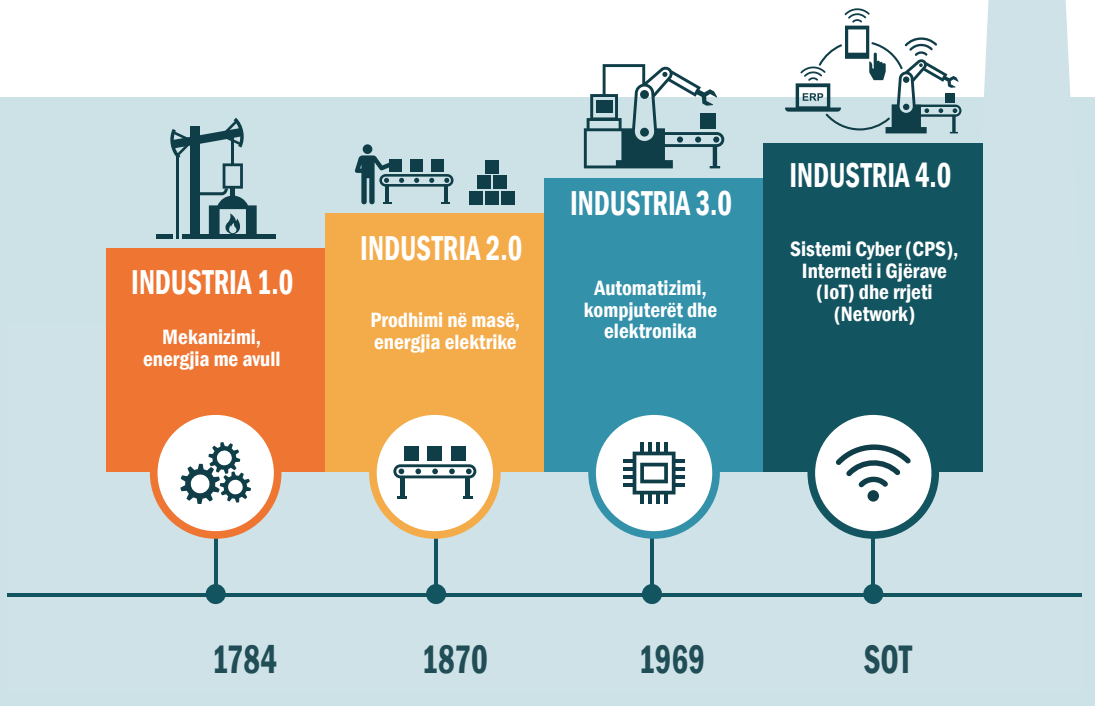 ERP
INDUSTRIA 1.0
Mekanizimi,
energjia me avull
INDUSTRIA 2.0
Prodhimi në masë,
energjia elektrike
INDUSTRIA 3.0
Automatizimi,
kompjuterët dhe
elektronika
INDUSTRIA 4.0
Sistemi Cyber (CPS),
Interneti i Gjërave
(IoT) dhe rrjeti
(Network)
1784
1870
1969
SOT